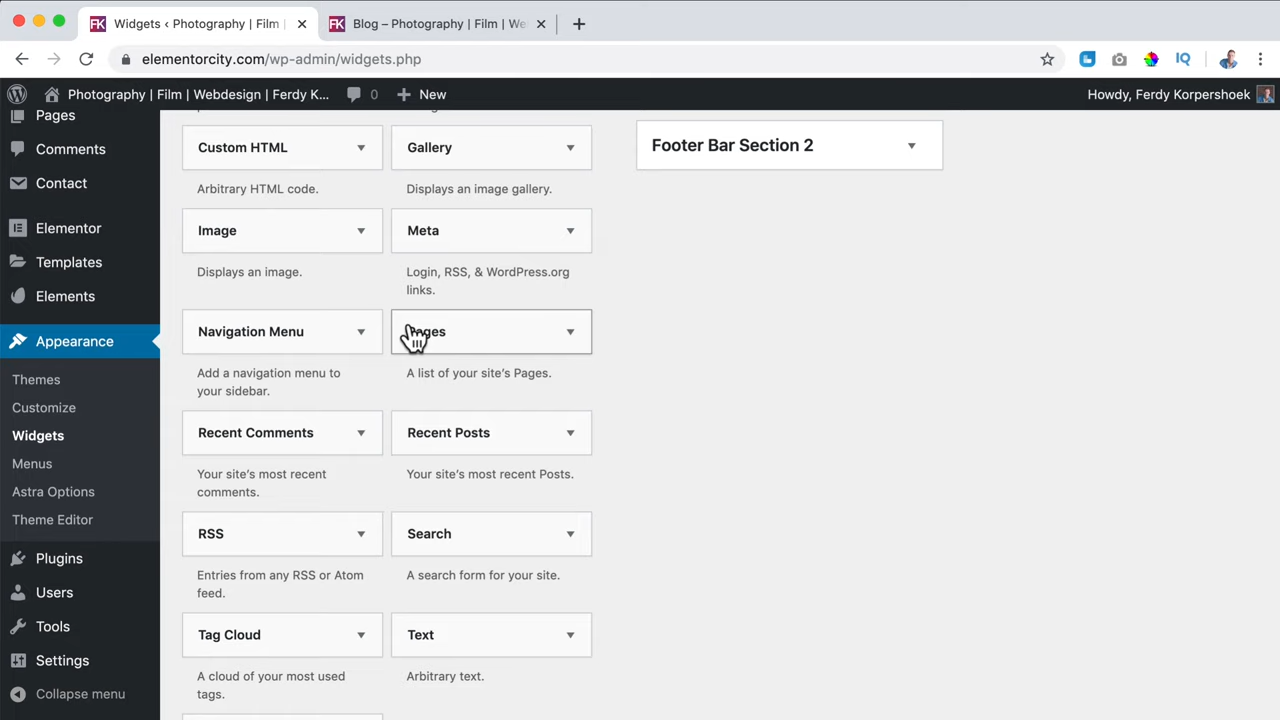 FK Widgets ‹ Photography | Film |
FK Blog – Photography | Film | We
elementorcity.com/wp-admin/widgets.php
IQ
Photography | Film | Webdesign | Ferdy K...
0
New
Howdy, Ferdy Korpershoek
Pages
Comments
Contact
Elementor
Templates
Elements
Appearance
Themes
Customize
Widgets
Menus
Astra Options
Theme Editor
Plugins
Users
Tools
Settings
Collapse menu
Custom HTML
Arbitrary HTML code.
Gallery
Displays an image gallery.
Image
Displays an image.
Meta
Login, RSS, & WordPress.org
links.
Navigation Menu
Add a navigation menu to
your sidebar.
Pages
A list of your site's Pages.
Recent Comments
Your site's most recent
comments.
Recent Posts
Your site's most recent Posts.
RSS
Entries from any RSS or Atom
feed.
Search
A search form for your site.
Tag Cloud
A cloud of your most used
tags.
Text
Arbitrary text.
Footer Bar Section 2